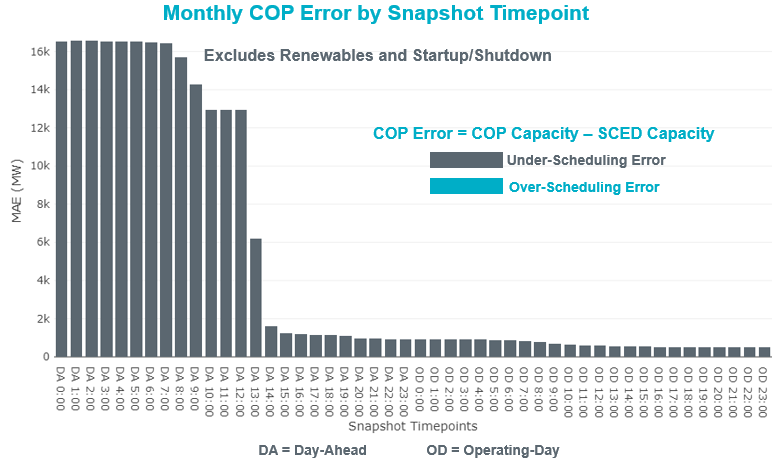 Monthly COP Error by Snapshot Timepoint
Excludes Renewables and Startup/Shutdown
COP Error = COP Capacity – SCED Capacity
Under-Scheduling Error
Over-Scheduling Error
MAE (MW)
16k
14k
12k
10k
8k
6k
4k
2k
0
DA 0:00
DA 1:00
DA 2:00
DA 3:00
DA 4:00
DA 5:00
DA 6:00
DA 7:00
DA 8:00
DA 9:00
DA 10:00
DA 11:00
DA 12:00
DA 13:00
DA 14:00
DA 15:00
DA 16:00
DA 17:00
DA 18:00
DA 19:00
DA 20:00
DA 21:00
DA 22:00
DA 23:00
OD 0:00
OD 1:00
OD 2:00
OD 3:00
OD 4:00
OD 5:00
OD 6:00
OD 7:00
OD 8:00
OD 9:00
OD 10:00
OD 11:00
OD 12:00
OD 13:00
OD 14:00
OD 15:00
OD 16:00
OD 17:00
OD 18:00
OD 19:00
OD 20:00
OD 21:00
OD 22:00
OD 23:00
Snapshot Timepoints
DA = Day-Ahead
OD = Operating-Day